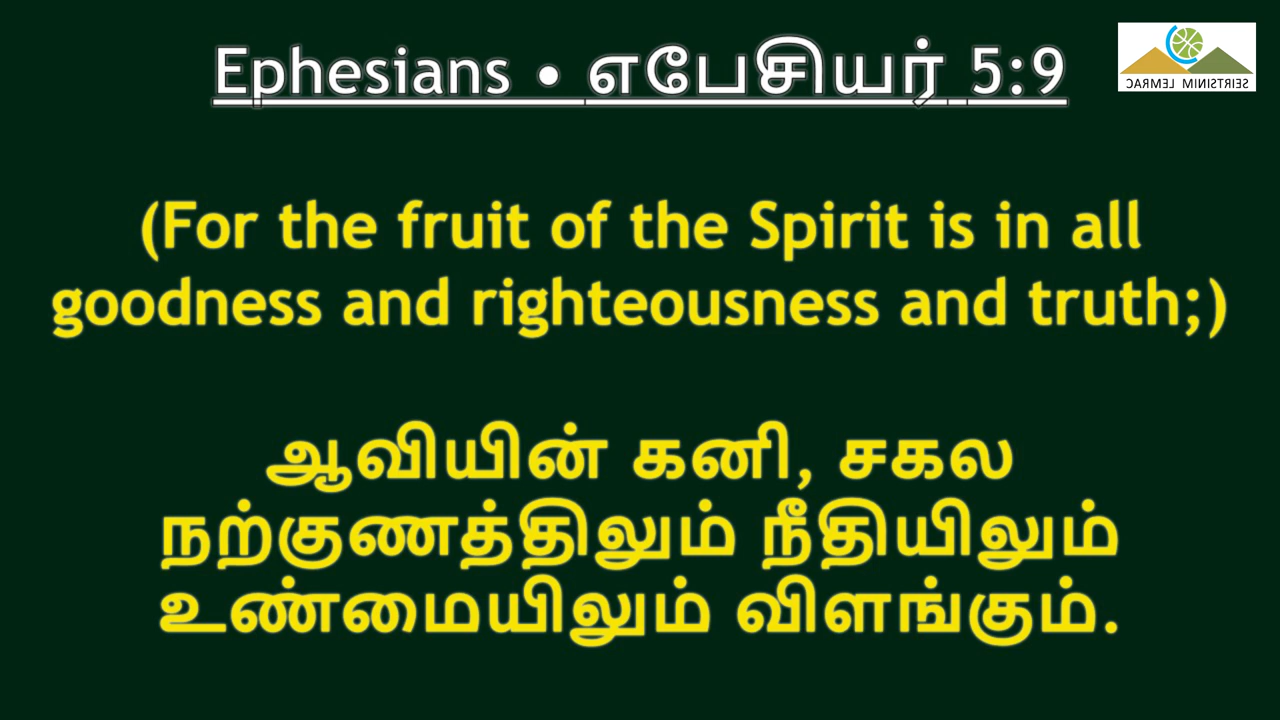 Ephesians • எபேசியர் 5:9
CARMEL MINISTRIES
(For the fruit of the Spirit is in all
goodness and righteousness and truth;)
ஆவியின் கனி, சகல
நற்குணத்திலும் நீதியிலும்
உண்மையிலும் விளங்கும்.